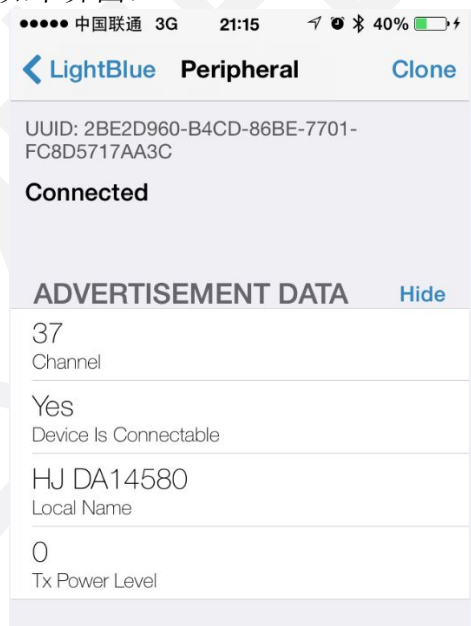 中国联通 3G 21:15 40%
LightBlue Peripheral Clone
UUID: 2BE2D960-B4CD-86BE-7701-
FC8D5717AA3C
Connected
ADVERTISEMENT DATA Hide
37
Channel
Yes
Device Is Connectable
HJ DA14580
Local Name
0
Tx Power Level